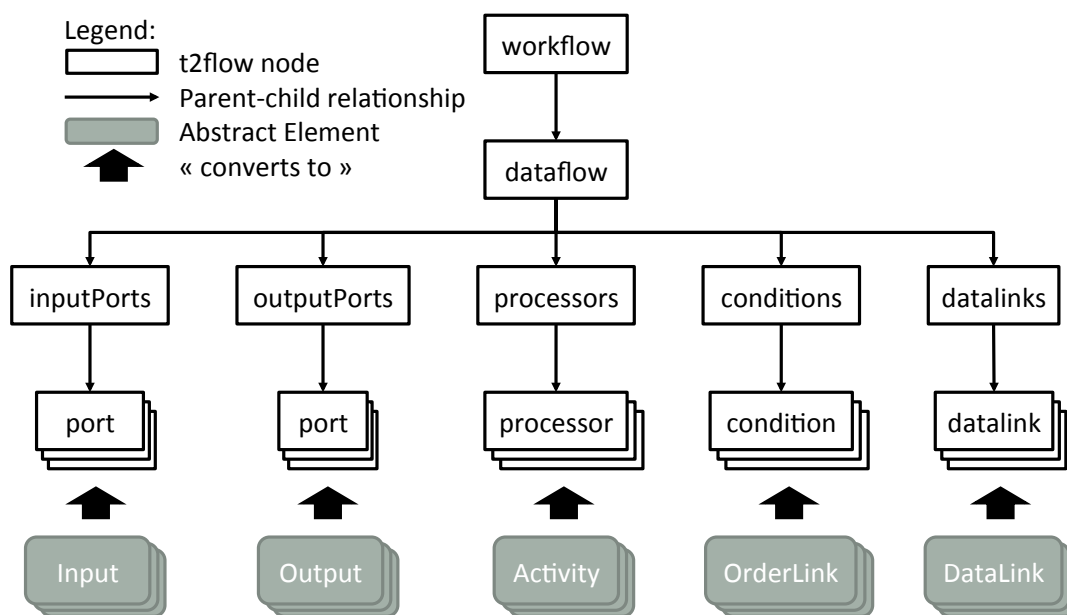 Legend:
t2flow node
Parent-child relationship
Abstract Element
« converts to »
workflow
dataflow
inputPorts outputPorts processors conditions datalinks
port port processor condition datalink
Input Output Activity OrderLink DataLink